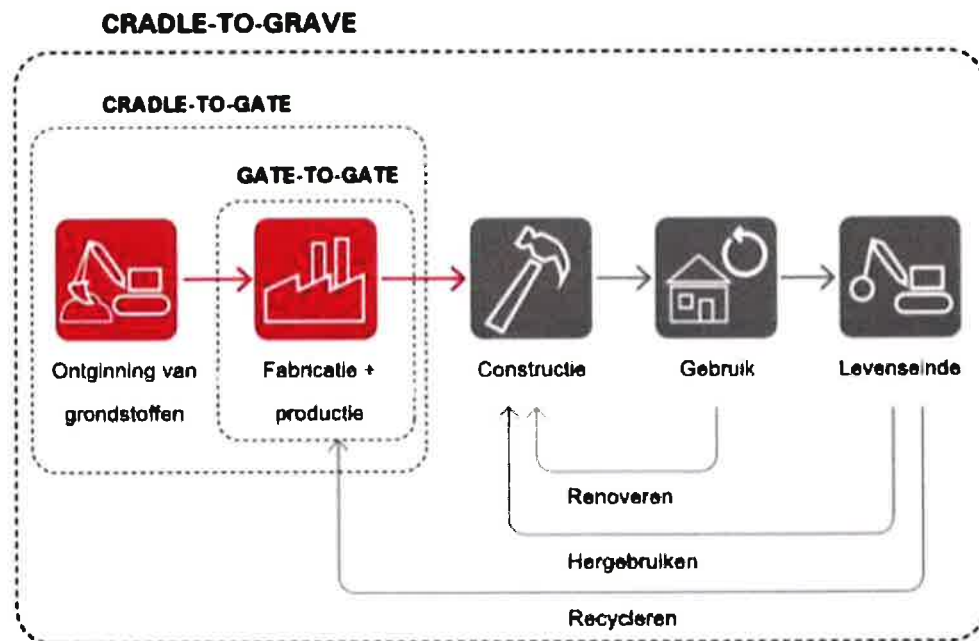 CRADLE-TO-GRAVE
CRADLE-TO-GATE
GATE-TO-GATE
Ontginning van
grondstoffen
Fabricatie +
productie
Constructie
Gebruik
Levenseinde
Renoveren
Hergebruiken
Recycleren